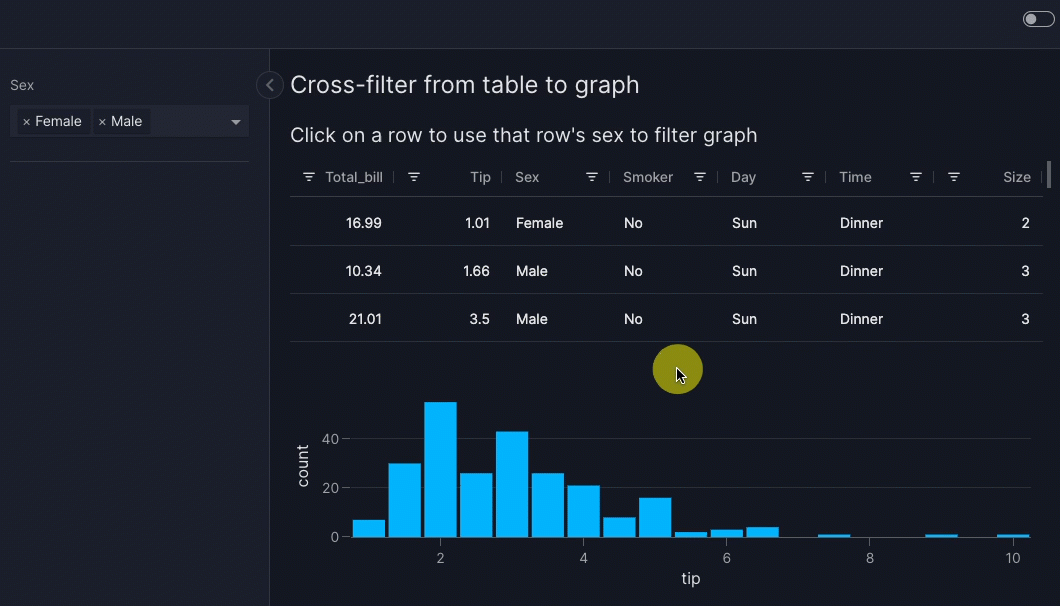 Sex
× Female × Male
Cross-filter from table to graph
Click on a row to use that row's sex to filter graph
Total_bill Tip Sex Smoker Day Time Size
16.99 1.01 Female No Sun Dinner 2
10.34 1.66 Male No Sun Dinner 3
21.01 3.5 Male No Sun Dinner 3
40
20
0
count
2 4 6 8 10
tip